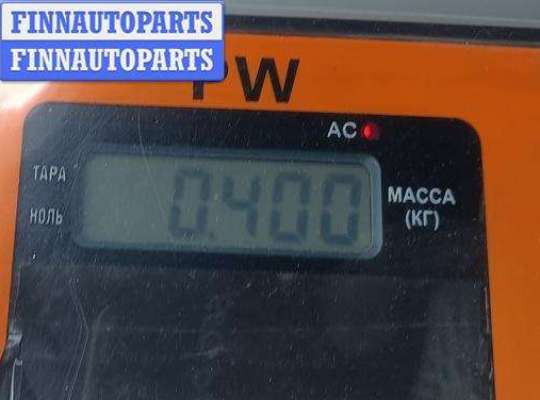 FINNAUTOPARTS
FINNAUTOPARTS
PW
AC
ТАРА
0.400
МАССА
НОЛЬ
(КГ)